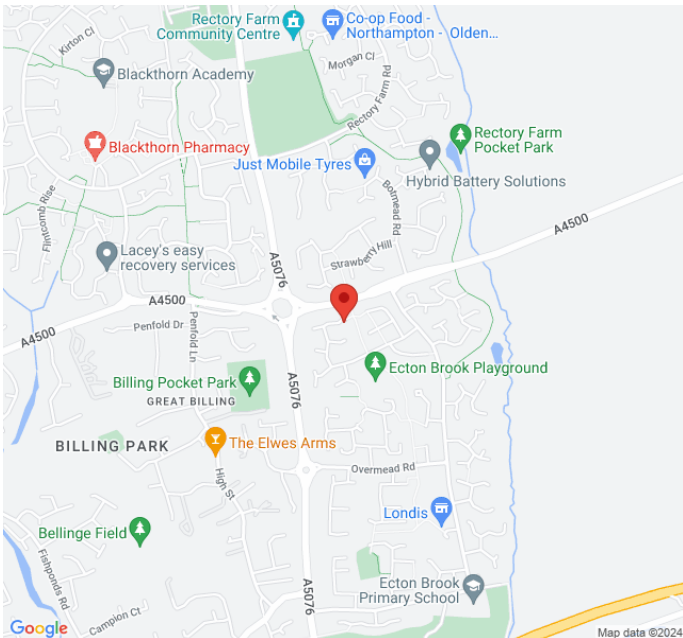 Rectory Farm
Community Centre
Co-op Food -
Northampton - Olden...
Kirton Cl
Morgan Cl
Blackthorn Academy
Rectory Farm Rd
Rectory Farm
Pocket Park
Blackthorn Pharmacy
Just Mobile Tyres
Hybrid Battery Solutions
Flintcomb Rise
Botmead Rd
A4500
Lacey's easy
recovery services
A5076
Strawberry Hill
A4500
Penfold Dr
A4500
Penfold Ln
Ecton Brook Playground
Billing Pocket Park
A5076
GREAT BILLING
BILLING PARK
The Elwes Arms
Overmead Rd
High St
Londis
Bellinge Field
Fishponds Rd
A5076
Ecton Brook
Primary School
Campion Ct
Google
Map data ©2024